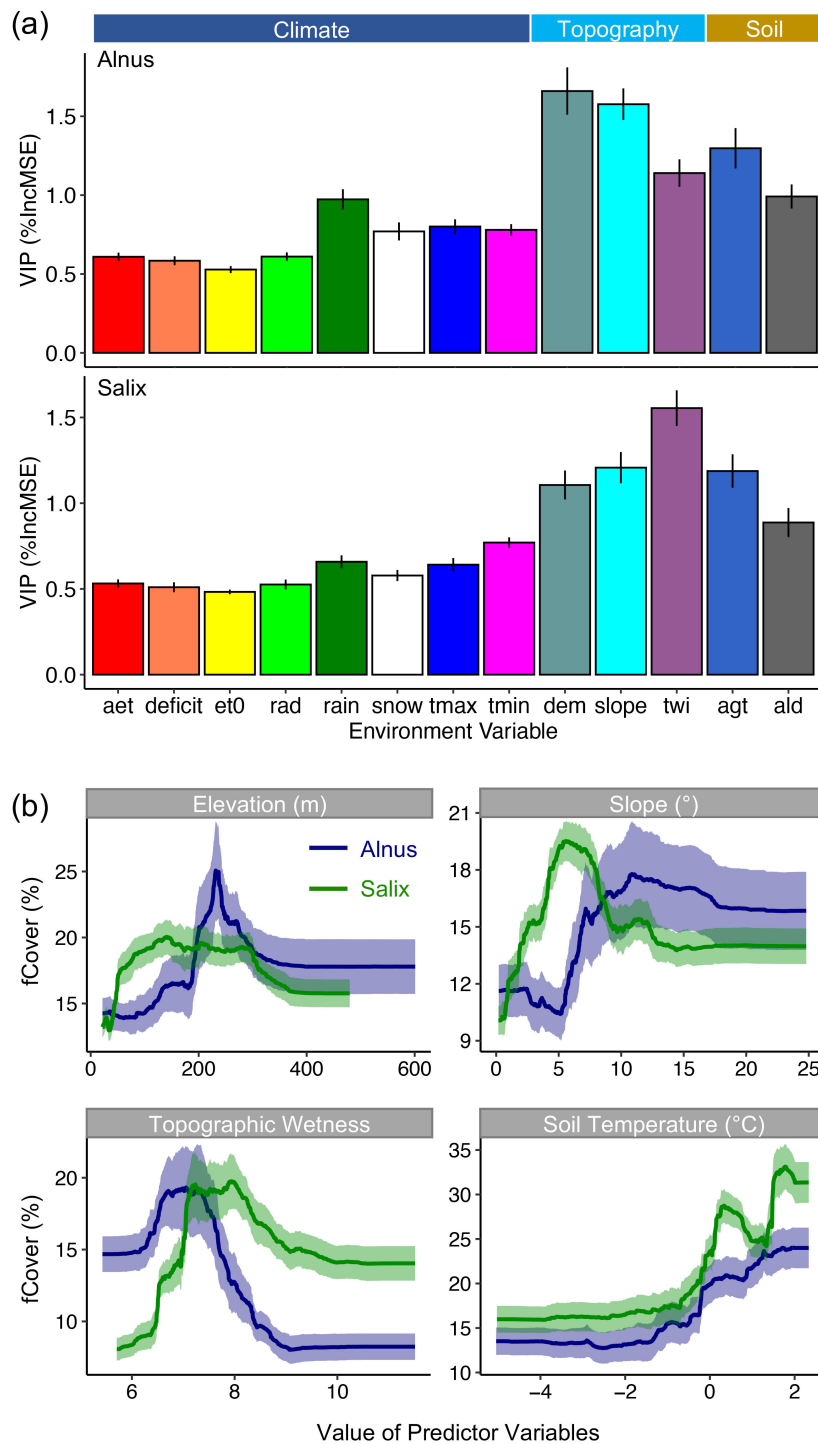 (a)
Climate Topography Soil
Alnus
VIP (%IncMSE)
1.5
1.0
0.5
0.0
Salix
VIP (%IncMSE)
1.5
1.0
0.5
0.0
aet deficit et0 rad rain snow tmax tmin dem slope twi agt ald
Environment Variable
(b)
Elevation (m)
fCover (%)
25
20
15
0 200 400 600
Alnus
Salix
Slope (°)
21
18
15
12
9
0 5 10 15 20 25
Topographic Wetness
fCover (%)
20
15
10
6 8 10
Soil Temperature (°C)
35
30
25
20
15
10
−4 −2 0 2
Value of Predictor Variables